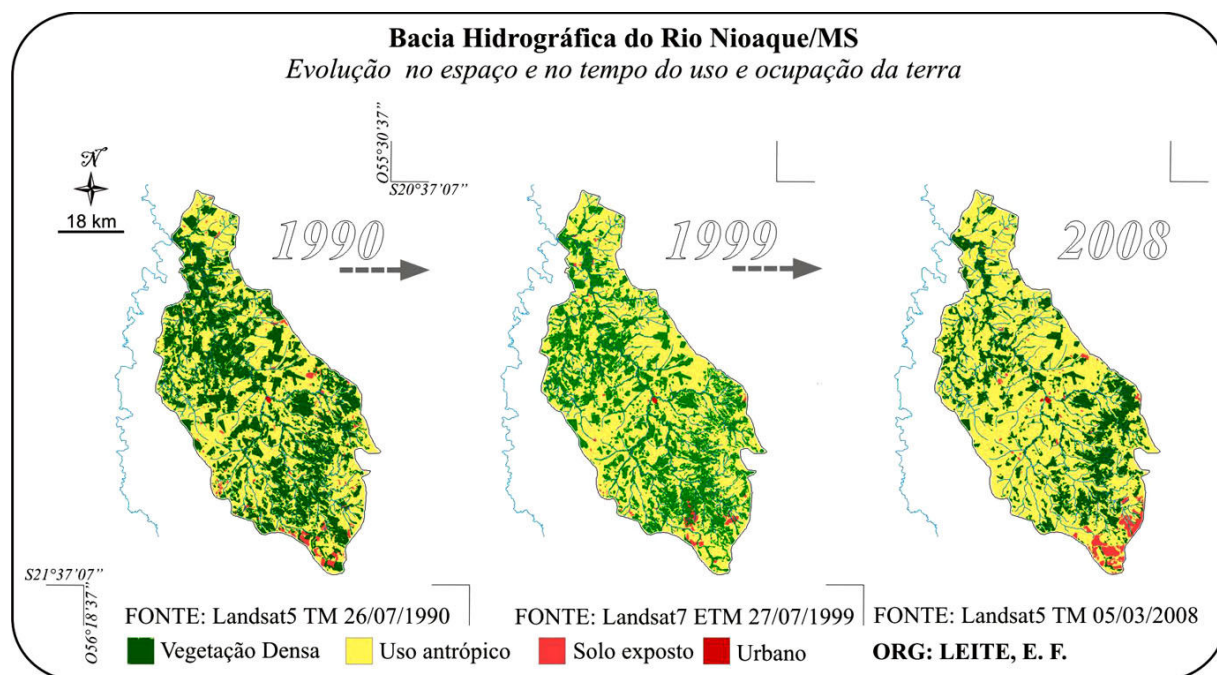 Bacia Hidrográfica do Rio Nioaque/MS
Evolução no espaço e no tempo do uso e ocupação da terra
N
18 km
O55°30'37"
S20°37'07"
1990
1999
2008
S21°37'07"
O56°18'37"
FONTE: Landsat5 TM 26/07/1990
FONTE: Landsat7 ETM 27/07/1999
FONTE: Landsat5 TM 05/03/2008
Vegetação Densa
Uso antrópico
Solo exposto
Urbano
ORG: LEITE, E. F.